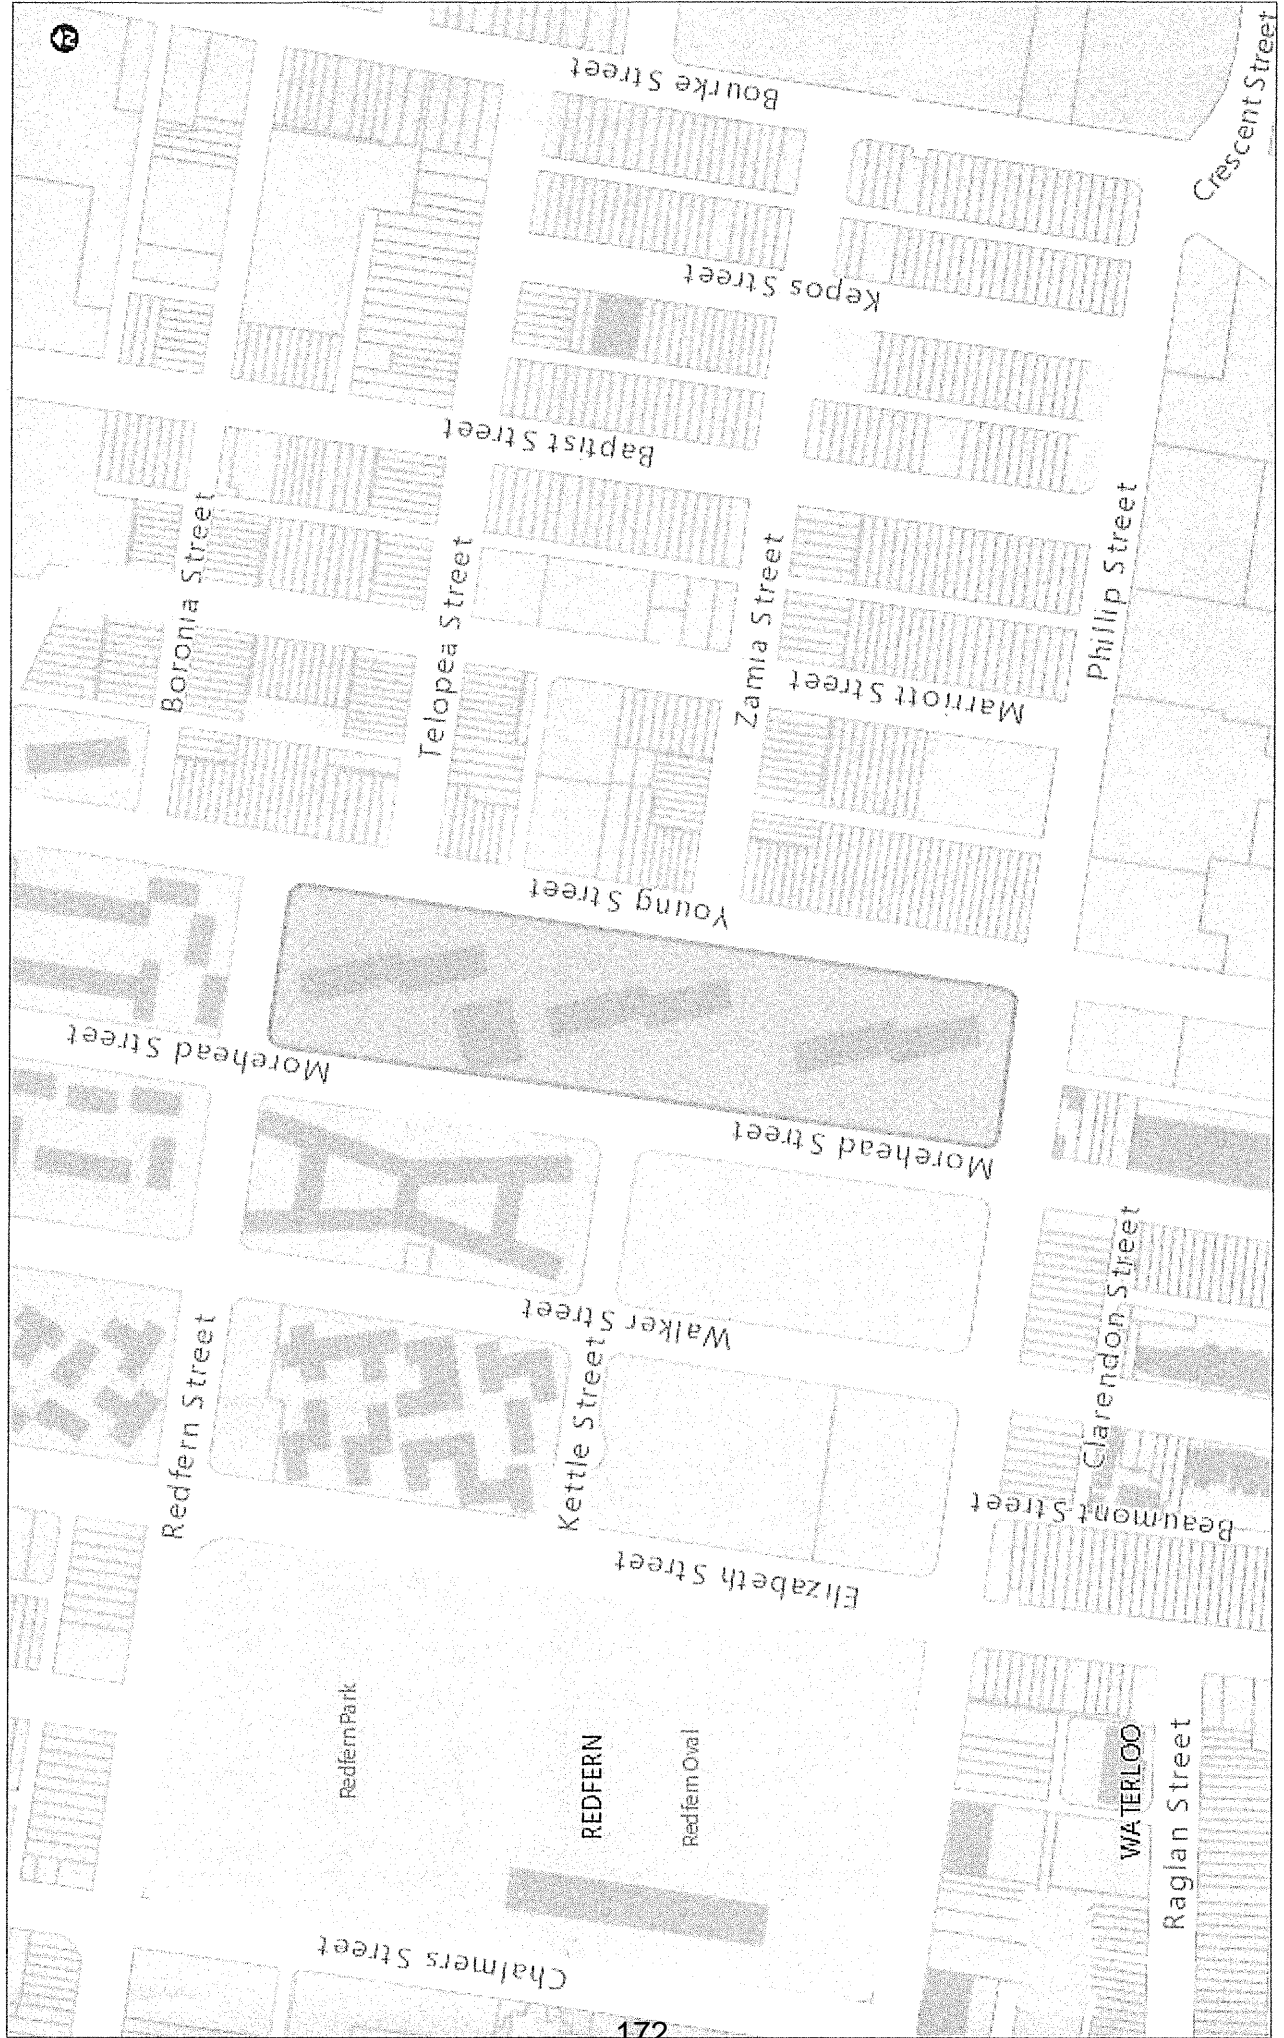 Bourke Street
Crescent Street
Kepos Street
Baptist Street
Boronia Street
Telopea Street
Zamia Street
Phillip Street
Marriott Street
Young Street
Morehead Street
Morehead Street
Walker Street
Redfern Street
Kettle Street
Clarendon Street
Beaumont Street
Elizabeth Street
Redfern Park
REDFERN
Redfern Oval
WATERLOO
Raglan Street
Chalmers Street
172